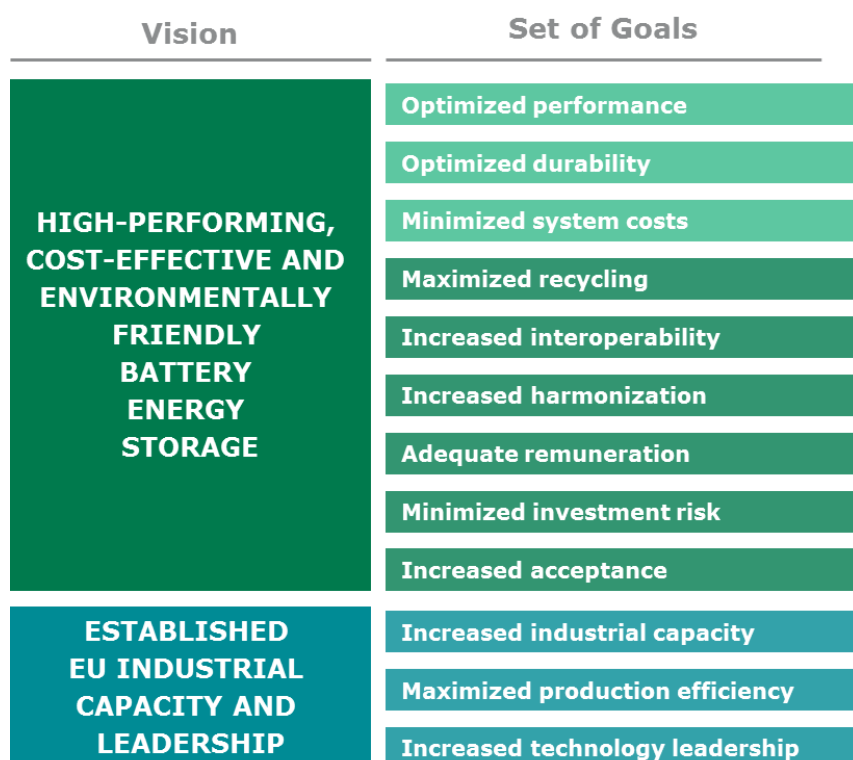 Vision
Set of Goals
HIGH-PERFORMING,
COST-EFFECTIVE AND
ENVIRONMENTALLY
FRIENDLY
BATTERY
ENERGY
STORAGE
Optimized performance
Optimized durability
Minimized system costs
Maximized recycling
Increased interoperability
Increased harmonization
Adequate remuneration
Minimized investment risk
Increased acceptance
ESTABLISHED
EU INDUSTRIAL
CAPACITY AND
LEADERSHIP
Increased industrial capacity
Maximized production efficiency
Increased technology leadership